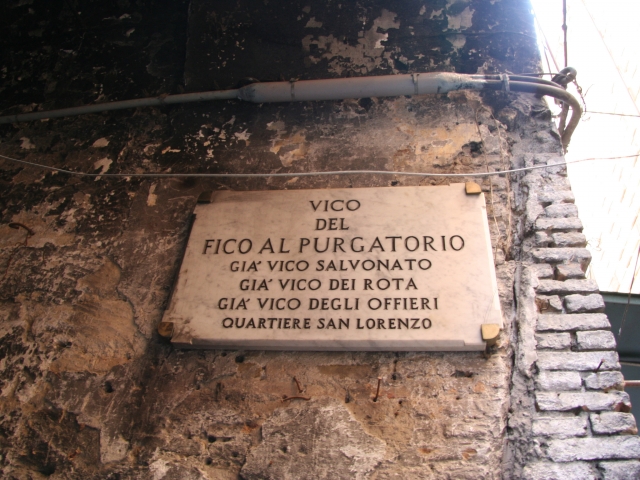 VICO
DEL
FICO AL PURGATORIO
GIA' VICO SALVONATO
GIA' VICO DEI ROTA
GIA' VICO DEGLI OFFIERI
QUARTIERE SAN LORENZO